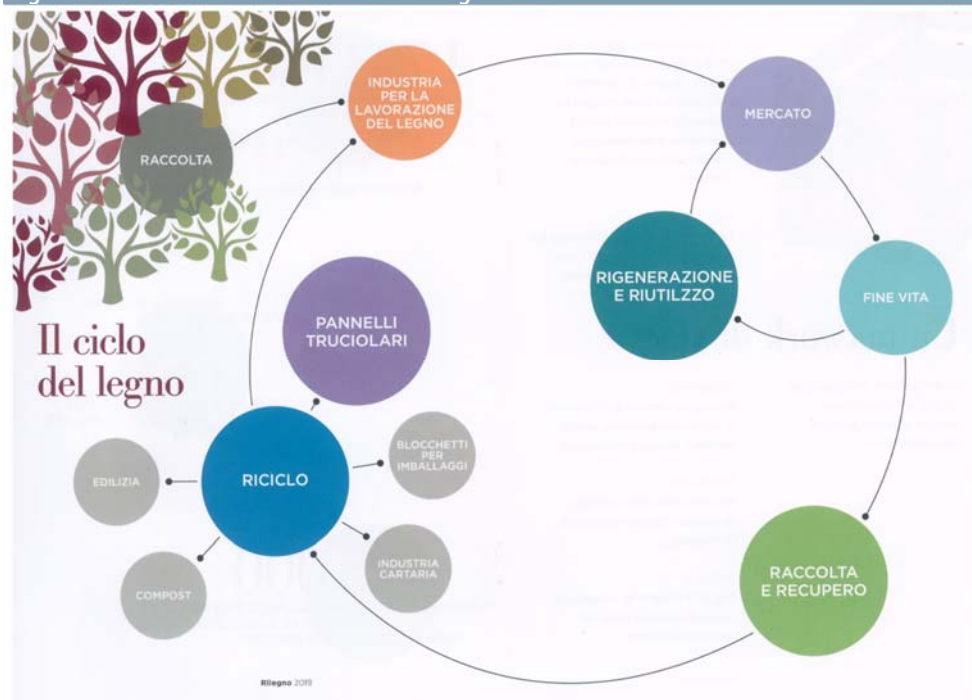 INDUSTRIA
PER LA
LAVORAZIONE
DEL LEGNO
MERCATO
RACCOLTA
RIGENERAZIONE
E RIUTILZZO
FINE VITA
PANNELLI
TRUCIOLARI
Il ciclo
del legno
BLOCCHETTI
PER
IMBALLAGGI
EDILIZIA
RICICLO
INDUSTRIA
CARTARIA
COMPOST
RACCOLTA
E RECUPERO
Rilegno 2019